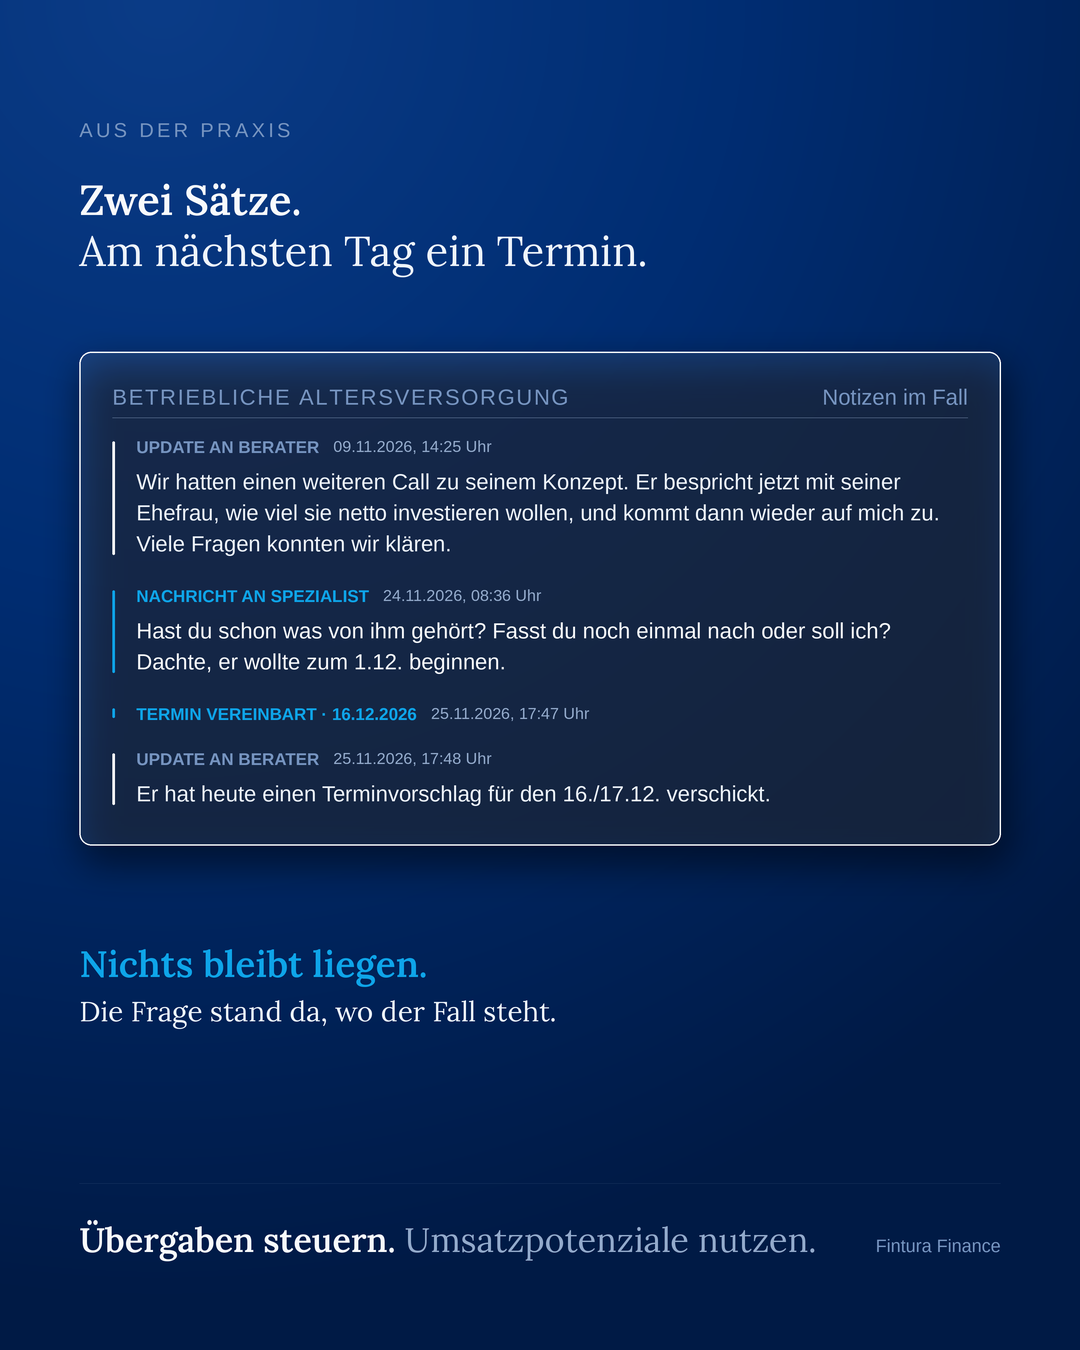 AUS DER PRAXIS
Zwei Sätze.
Am nächsten Tag ein Termin.
BETRIEBLICHE ALTERSVERSORGUNG Notizen im Fall
UPDATE AN BERATER 09.11.2026, 14:25 Uhr
Wir hatten einen weiteren Call zu seinem Konzept. Er bespricht jetzt mit seiner
Ehefrau, wie viel sie netto investieren wollen, und kommt dann wieder auf mich zu.
Viele Fragen konnten wir klären.
NACHRICHT AN SPEZIALIST 24.11.2026, 08:36 Uhr
Hast du schon was von ihm gehört? Fasst du noch einmal nach oder soll ich?
Dachte, er wollte zum 1.12. beginnen.
TERMIN VEREINBART · 16.12.2026 25.11.2026, 17:47 Uhr
UPDATE AN BERATER 25.11.2026, 17:48 Uhr
Er hat heute einen Terminvorschlag für den 16./17.12. verschickt.
Nichts bleibt liegen.
Die Frage stand da, wo der Fall steht.
Übergaben steuern. Umsatzpotenziale nutzen. Fintura Finance